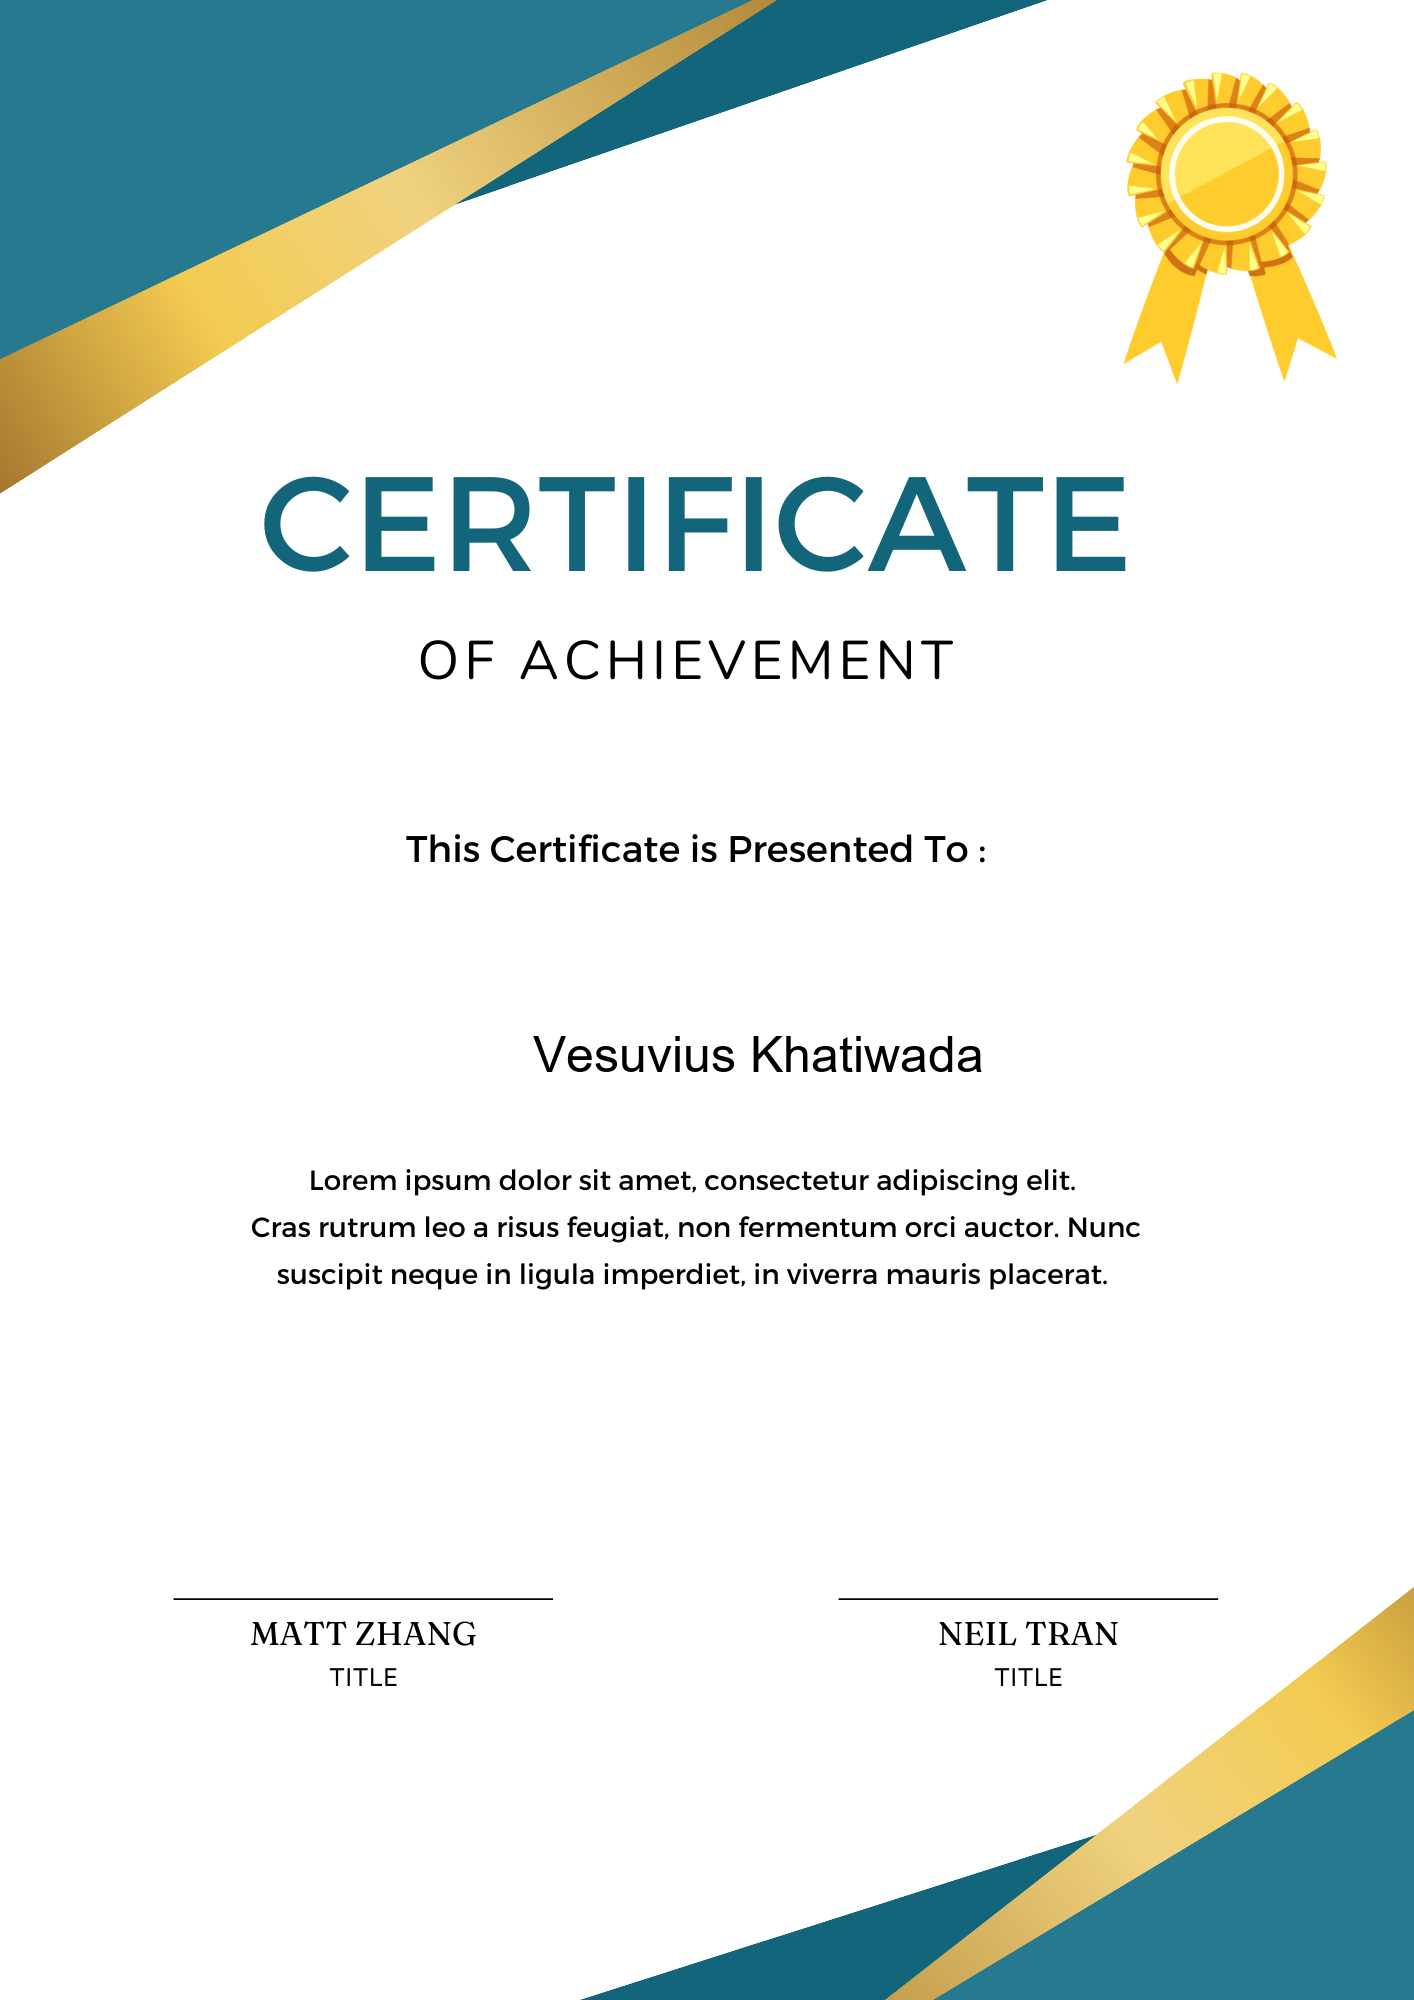 CERTIFICATE
OF ACHIEVEMENT
This Certificate is Presented To :
Vesuvius Khatiwada
Lorem ipsum dolor sit amet, consectetur adipiscing elit.
Cras rutrum leo a risus feugiat, non fermentum orci auctor. Nunc
suscipit neque in ligula imperdiet, in viverra mauris placerat.
MATT ZHANG
TITLE
NEIL TRAN
TITLE